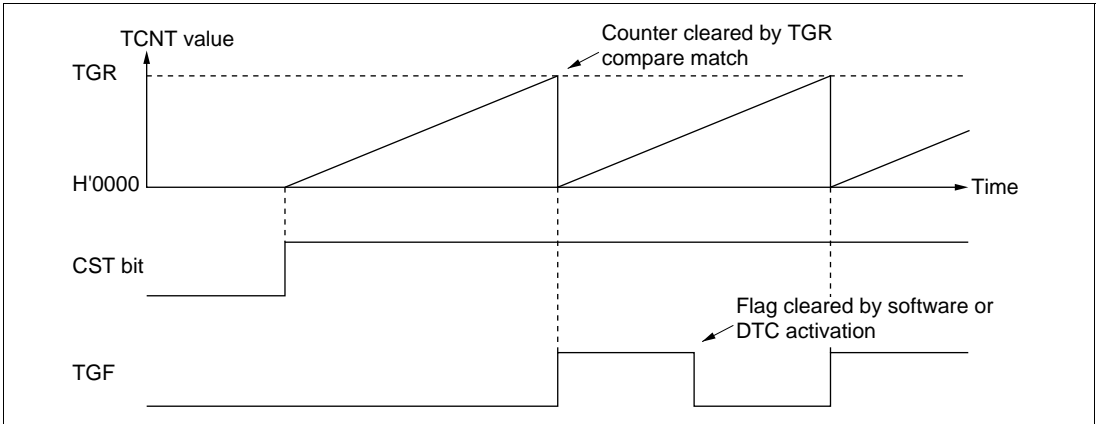 TCNT value
Counter cleared by TGR
compare match
TGR
H'0000
Time
CST bit
Flag cleared by software or
DTC activation
TGF